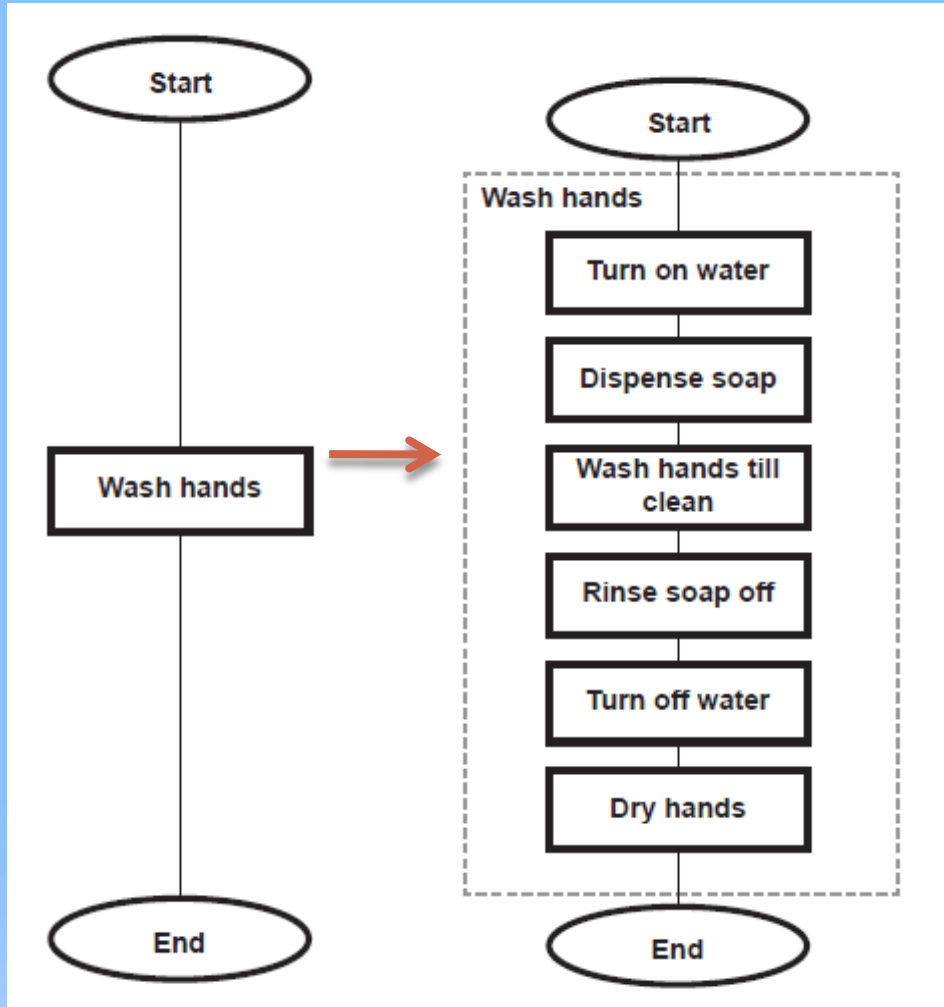 Start
Wash hands
End
Start
Wash hands
Turn on water
Dispense soap
Wash hands till
clean
Rinse soap off
Turn off water
Dry hands
End